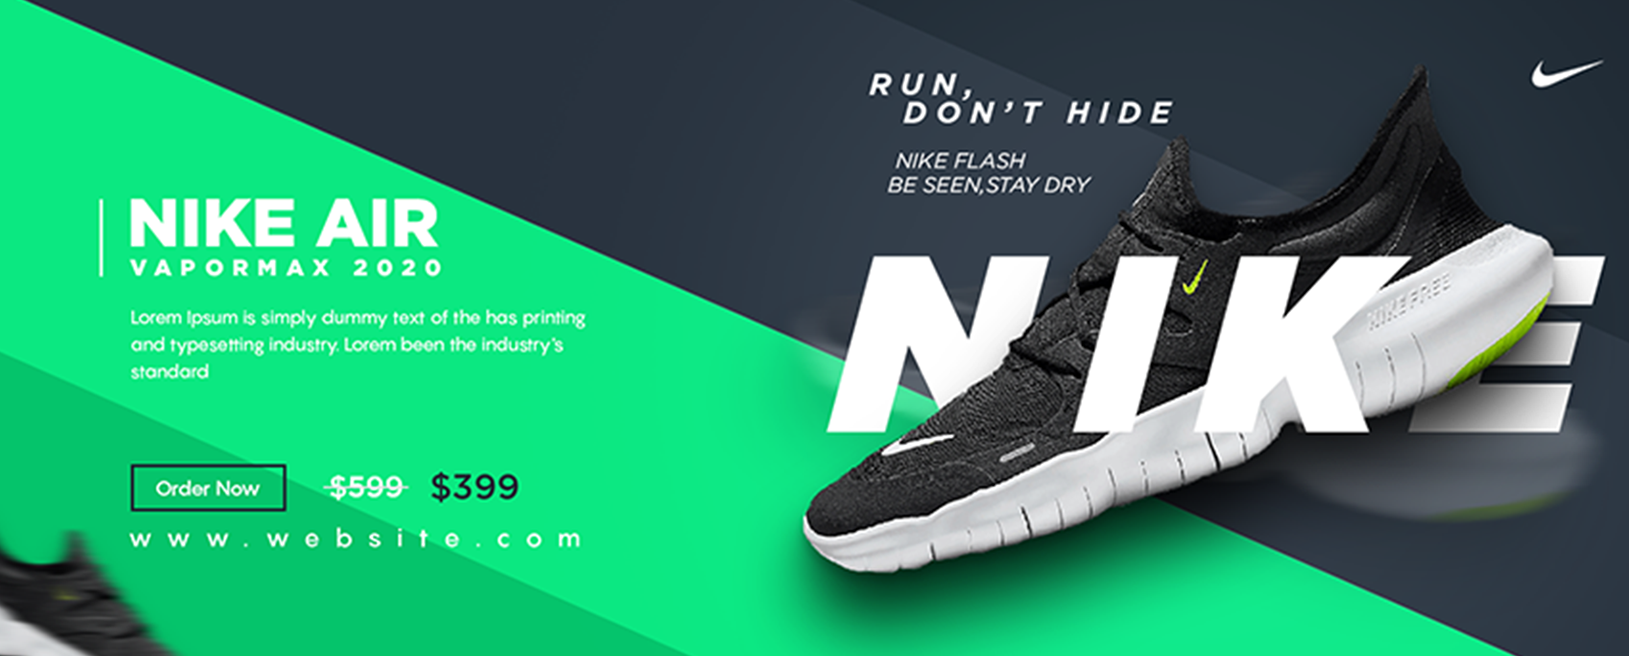 NIKE AIR
VAPORMAX 2020
Lorem Ipsum is simply dummy text of the has printing
and typesetting industry. Lorem been the industry's
standard
Order Now
$599 $399
www.website.com
RUN,
DON'T HIDE
NIKE FLASH
BE SEEN,STAY DRY
NIKE
NIKE FREE